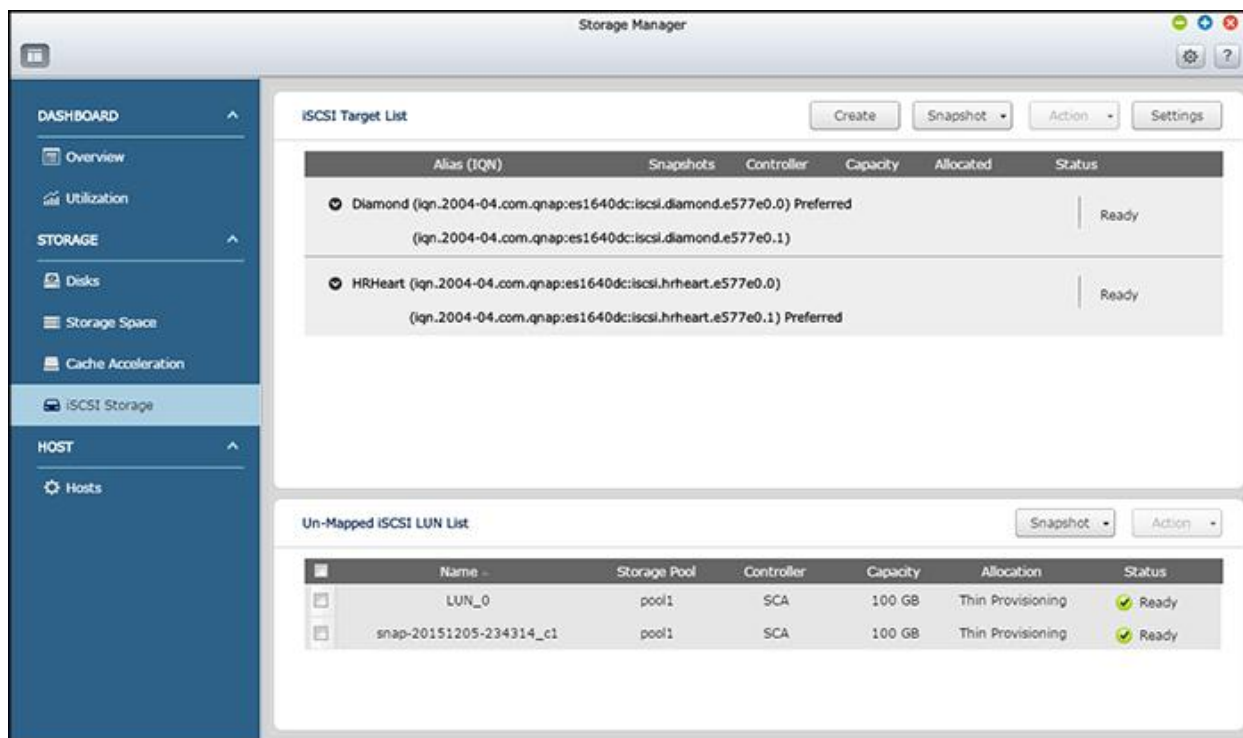 Storage Manager
?
DASHBOARD
Overview
Utilization
STORAGE
Disks
Storage Space
Cache Acceleration
iSCSI Storage
HOST
Hosts
iSCSI Target List
Create
Snapshot
Action
Settings
Alias (IQN) Snapshots Controller Capacity Allocated Status
Diamond (iqn.2004-04.com.qnap:es1640dc:iscsi.diamond.e577e0.0) Preferred
(iqn.2004-04.com.qnap:es1640dc:iscsi.diamond.e577e0.1)
Ready
HRHeart (iqn.2004-04.com.qnap:es1640dc:iscsi.hrheart.e577e0.0)
(iqn.2004-04.com.qnap:es1640dc:iscsi.hrheart.e577e0.1) Preferred
Ready
Un-Mapped iSCSI LUN List
Snapshot
Action
Name Storage Pool Controller Capacity Allocation Status
LUN_0 pool1 SCA 100 GB Thin Provisioning Ready
snap-20151205-234314_c1 pool1 SCA 100 GB Thin Provisioning Ready